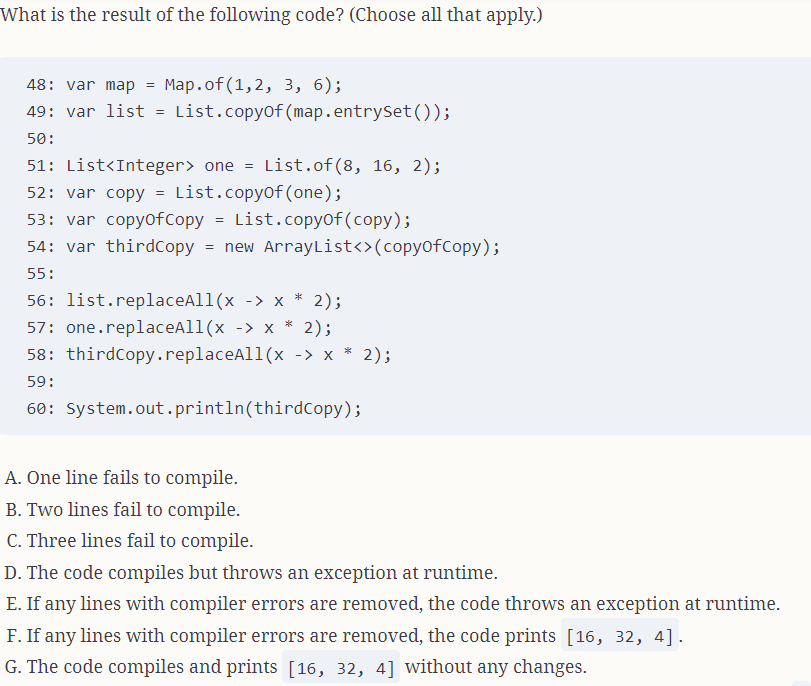 What is the result of the following code? (Choose all that apply.)
48: var map = Map.of(1,2, 3, 6);
49: var list = List.copyOf(map.entrySet());
50:
51: List<Integer> one = List.of(8, 16, 2);
52: var copy = List.copyOf(one);
53: var copyOfCopy = List.copyOf(copy);
54: var thirdCopy = new ArrayList<>(copyOfCopy);
55:
56: list.replaceAll(x -> x * 2);
57: one.replaceAll(x -> x * 2);
58: thirdCopy.replaceAll(x -> x * 2);
59:
60: System.out.println(thirdCopy);
A. One line fails to compile.
B. Two lines fail to compile.
C. Three lines fail to compile.
D. The code compiles but throws an exception at runtime.
E. If any lines with compiler errors are removed, the code throws an exception at runtime.
F. If any lines with compiler errors are removed, the code prints [16, 32, 4].
G. The code compiles and prints [16, 32, 4] without any changes.